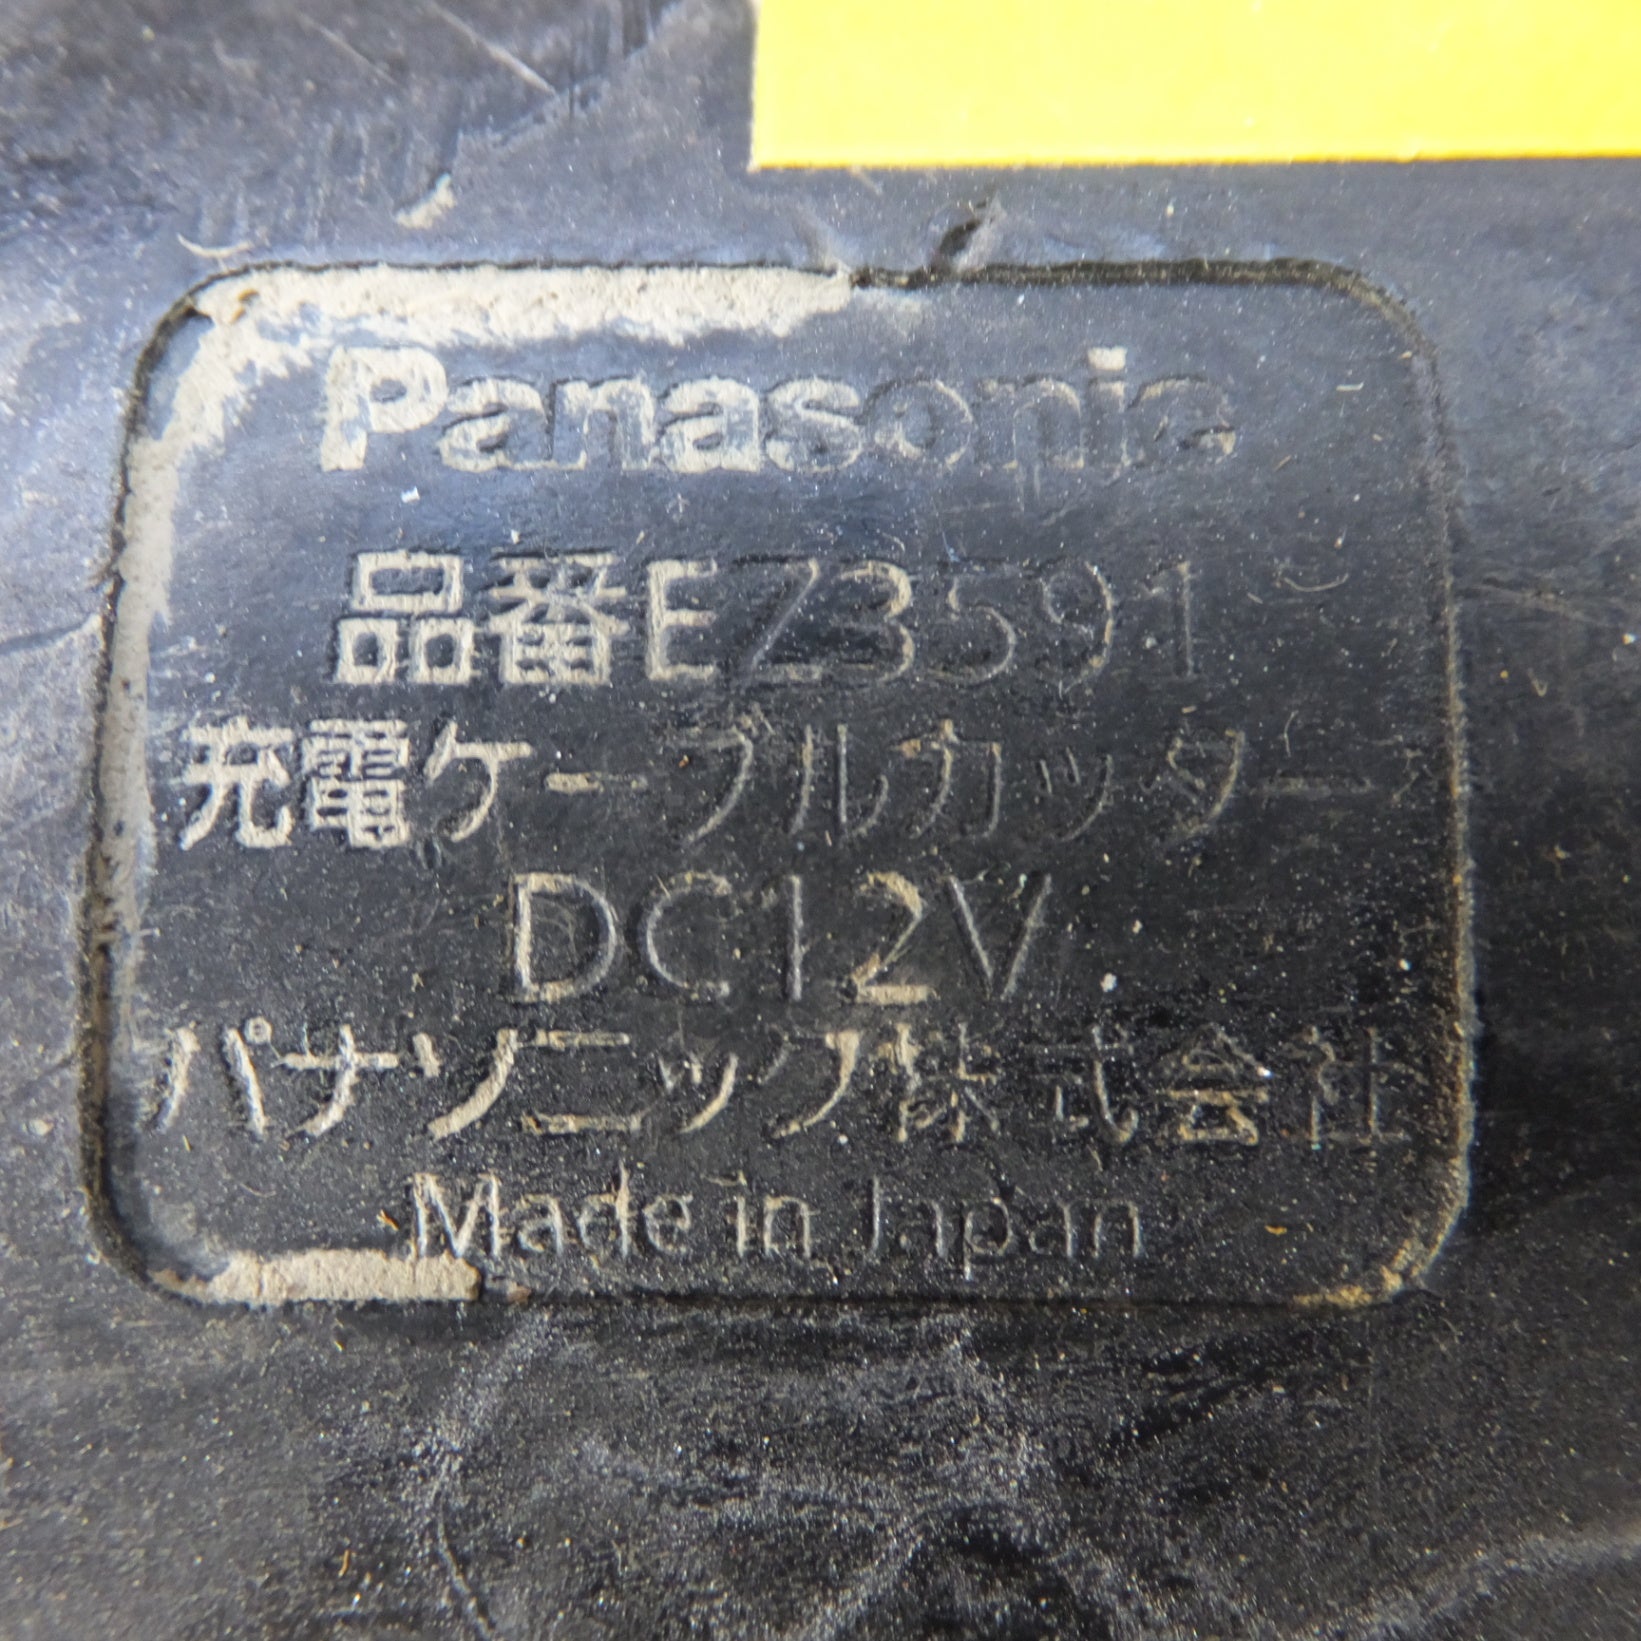 Panasonic
品番EZ3591
充電ケーブルカッター
DC12V
パナソニック株式会社
Made in Japan